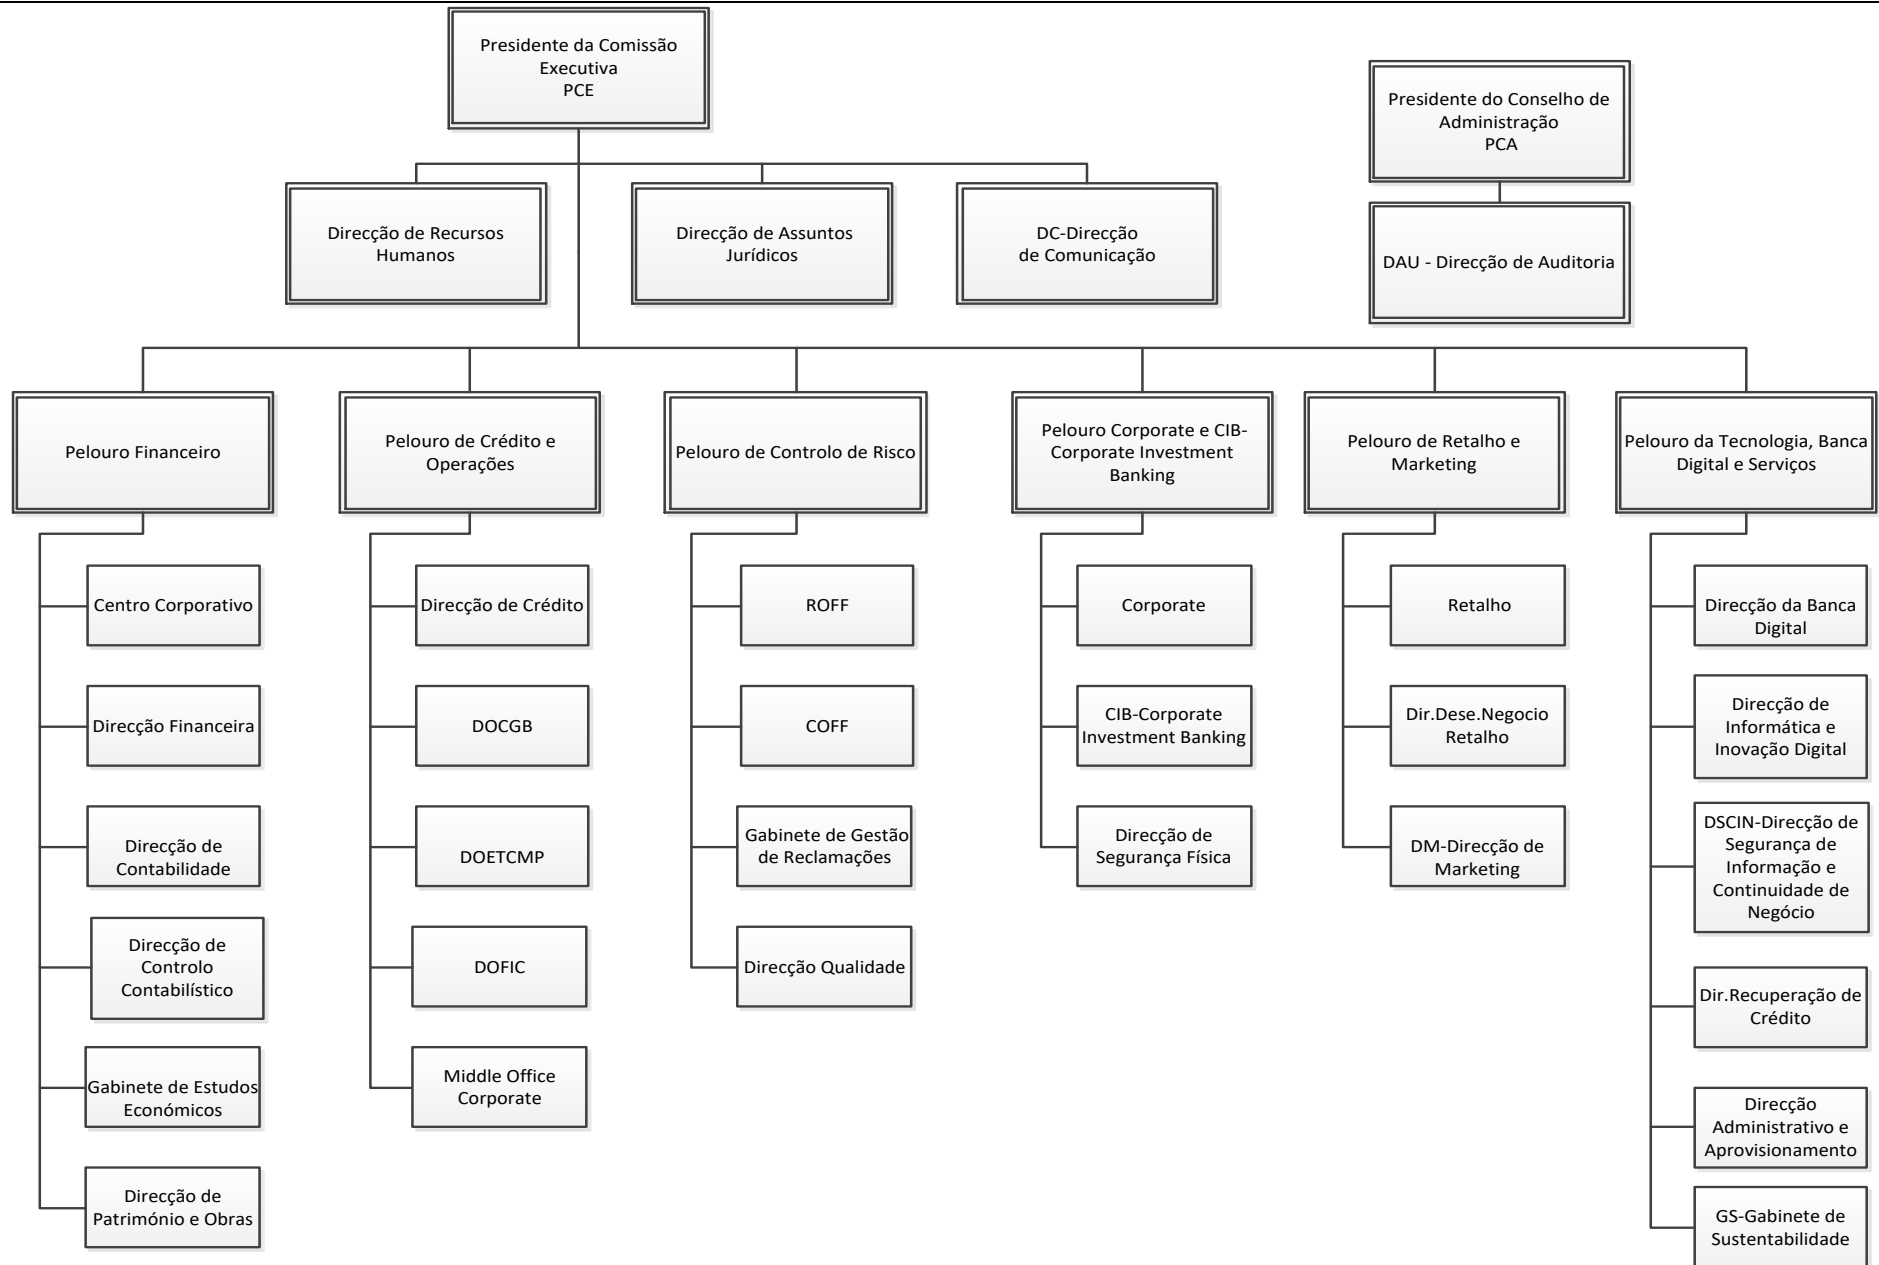 Presidente da Comissão
Executiva
PCE
Presidente do Conselho de
Administração
PCA
Direcção de Recursos
Humanos
Direcção de Assuntos
Jurídicos
DC-Direcção
de Comunicação
DAU - Direcção de Auditoria
Pelouro Financeiro
Pelouro de Crédito e
Operações
Pelouro de Controlo de Risco
Pelouro Corporate e CIB-
Corporate Investment
Banking
Pelouro de Retalho e
Marketing
Pelouro da Tecnologia, Banca
Digital e Serviços
Centro Corporativo
Direcção Financeira
Direcção de
Contabilidade
Direcção de
Controlo
Contabilístico
Gabinete de Estudos
Económicos
Direcção de
Património e Obras
Direcção de Crédito
DOCGB
DOETCMP
DOFIC
Middle Office
Corporate
ROFF
COFF
Gabinete de Gestão
de Reclamações
Direcção Qualidade
Corporate
CIB-Corporate
Investment Banking
Direcção de
Segurança Física
Retalho
Dir.Dese.Negocio
Retalho
DM-Direcção de
Marketing
Direcção da Banca
Digital
Direcção de
Informática e
Inovação Digital
DSCIN-Direcção de
Segurança de
Informação e
Continuidade de
Negócio
Dir.Recuperação de
Crédito
Direcção
Administrativo e
Aprovisionamento
GS-Gabinete de
Sustentabilidade